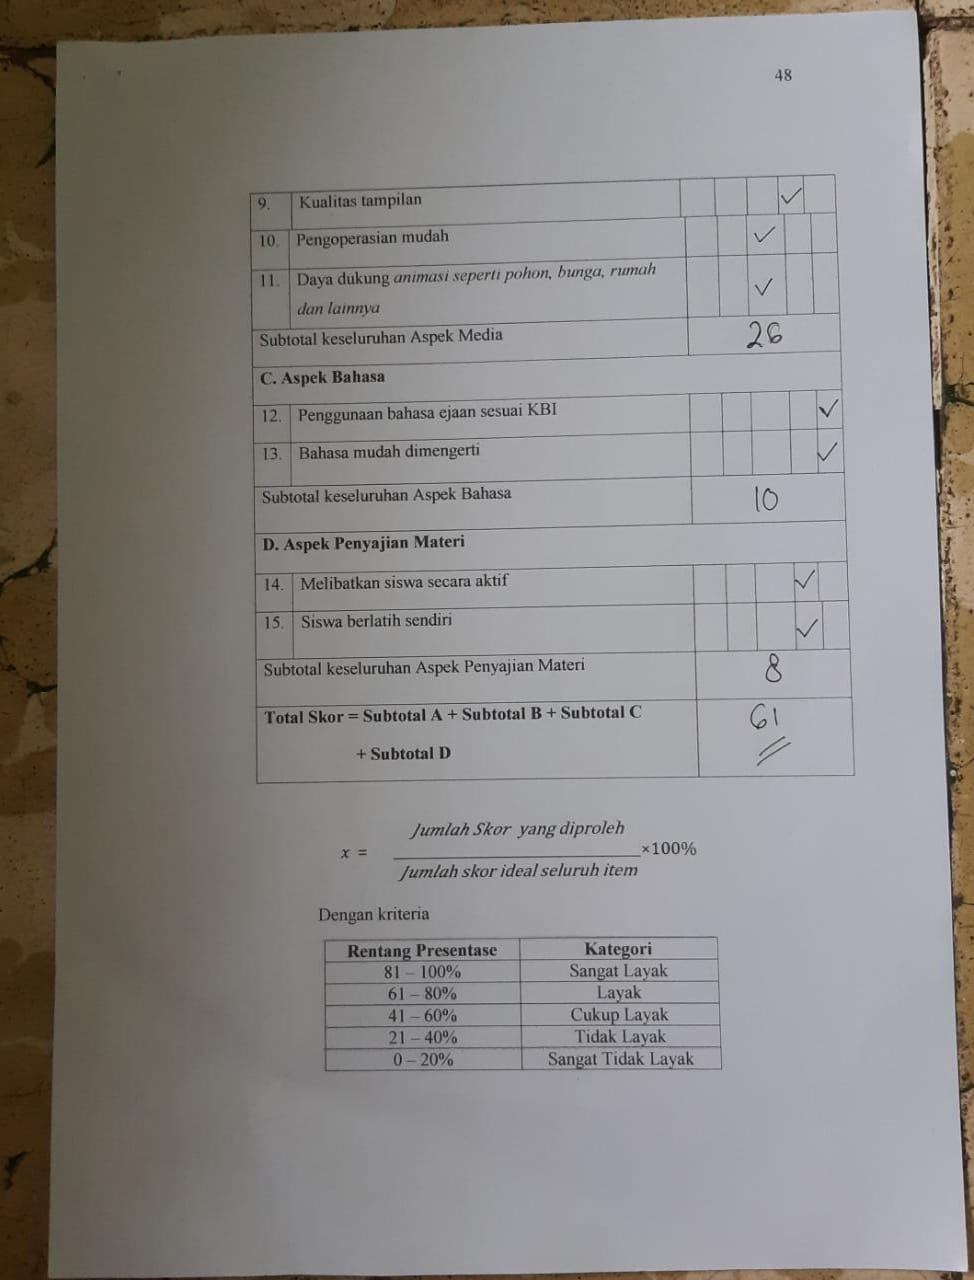 48
9. Kualitas tampilan ✓
10. Pengoperasian mudah ✓
11. Daya dukung animasi seperti pohon, bunga, rumah ✓
dan lainnya
Subtotal keseluruhan Aspek Media 26
C. Aspek Bahasa
12. Penggunaan bahasa ejaan sesuai KBI ✓
13. Bahasa mudah dimengerti ✓
Subtotal keseluruhan Aspek Bahasa 10
D. Aspek Penyajian Materi
14. Melibatkan siswa secara aktif ✓
15. Siswa berlatih sendiri ✓
Subtotal keseluruhan Aspek Penyajian Materi 8
Total Skor = Subtotal A + Subtotal B + Subtotal C 61
+ Subtotal D
Jumlah Skor yang diproleh
x = ×100%
Jumlah skor ideal seluruh item
Dengan kriteria
Rentang Presentase Kategori
81 – 100% Sangat Layak
61 – 80% Layak
41 – 60% Cukup Layak
21 – 40% Tidak Layak
0 – 20% Sangat Tidak Layak